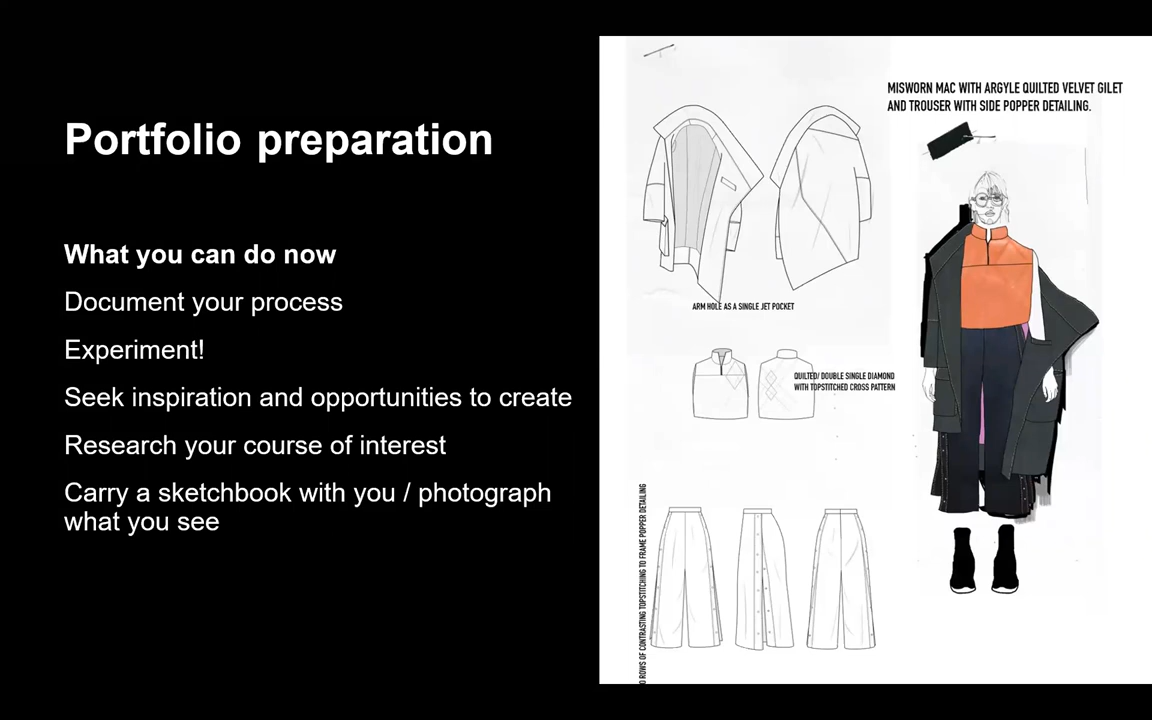 Portfolio preparation
What you can do now
Document your process
Experiment!
Seek inspiration and opportunities to create
Research your course of interest
Carry a sketchbook with you / photograph
what you see
MISWORN MAC WITH ARGYLE QUILTED VELVET GILET
AND TROUSER WITH SIDE POPPER DETAILING.
ARM HOLE AS A SINGLE JET POCKET
QUILTED/ DOUBLE SINGLE DIAMOND
WITH TOPSTITCHED CROSS PATTERN
ROWS OF CONTRASTING TOPSTITCHING TO FRAME POPPER DETAILING